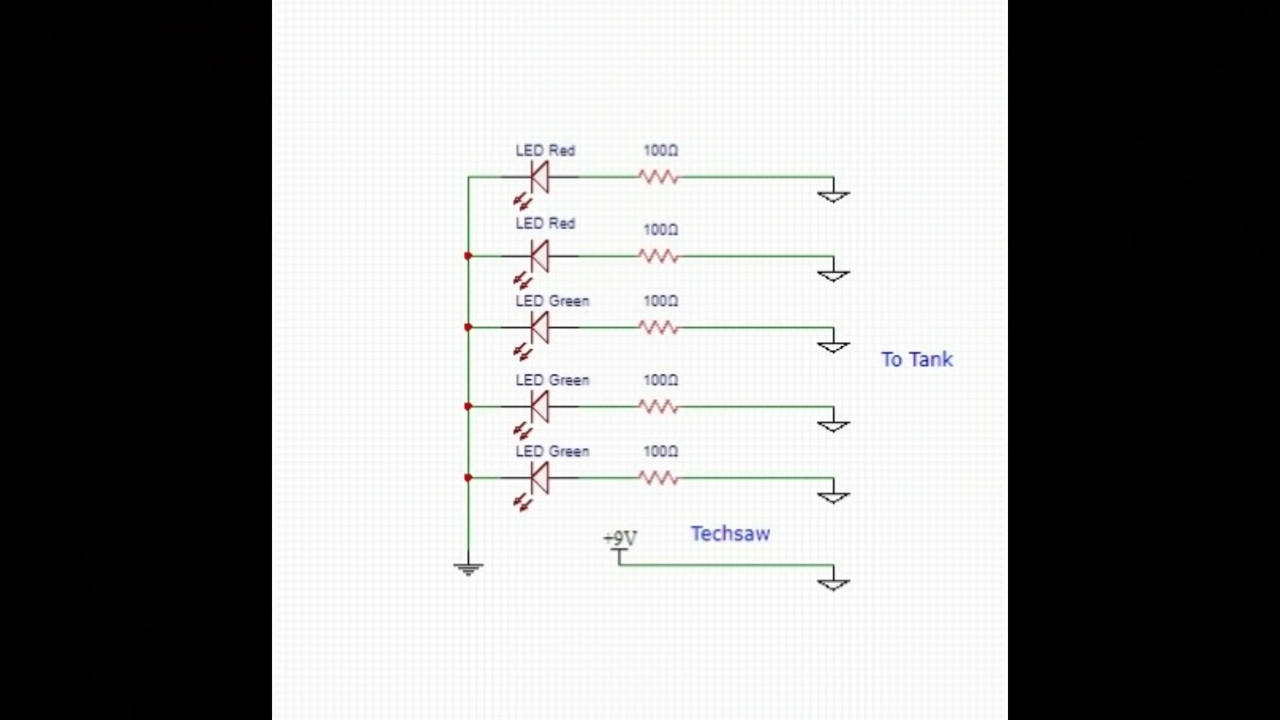 LED Red
100Ω
LED Red
100Ω
LED Green
100Ω
To Tank
LED Green
100Ω
LED Green
100Ω
+9V
Techsaw